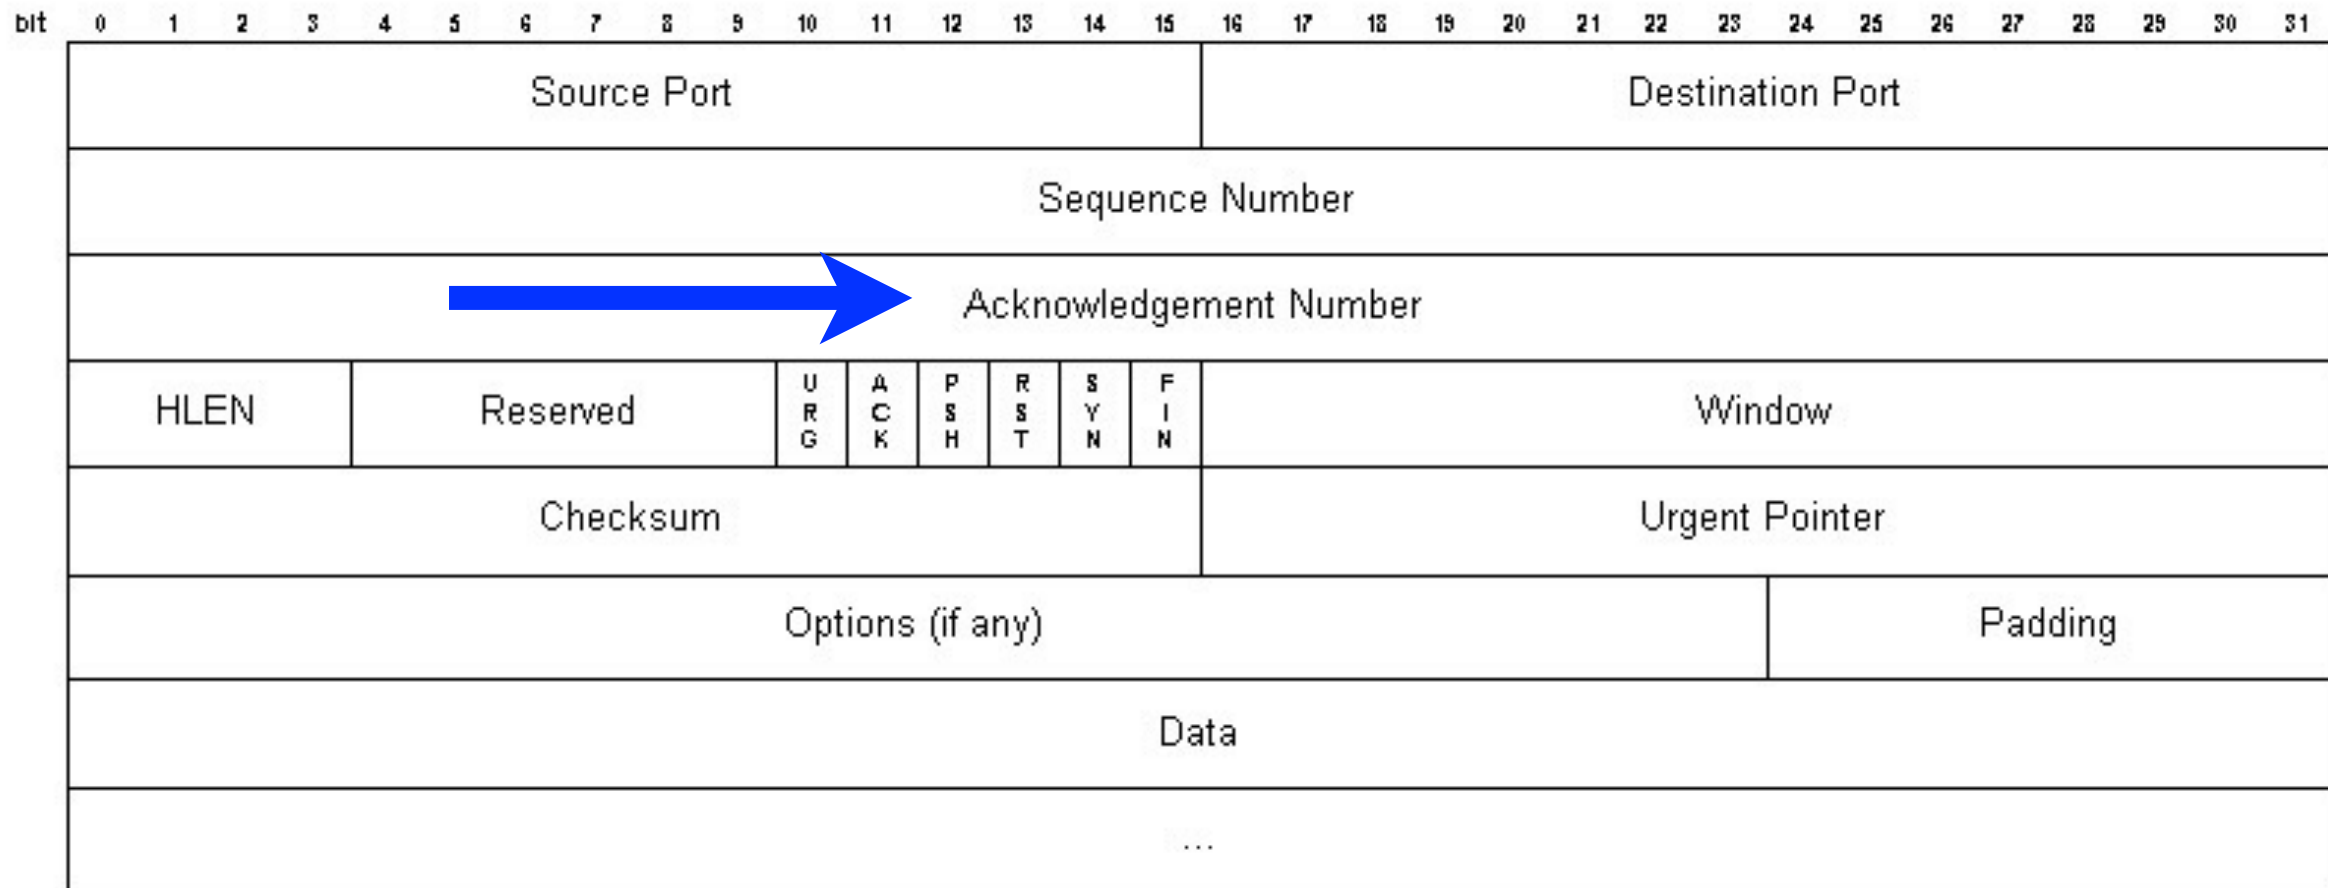 bit 0 1 2 3 4 5 6 7 8 9 10 11 12 13 14 15 16 17 18 19 20 21 22 23 24 25 26 27 28 29 30 31
Source Port Destination Port
Sequence Number
Acknowledgement Number
HLEN Reserved URG ACK PSH RST SYN FIN Window
Checksum Urgent Pointer
Options (if any) Padding
Data
...